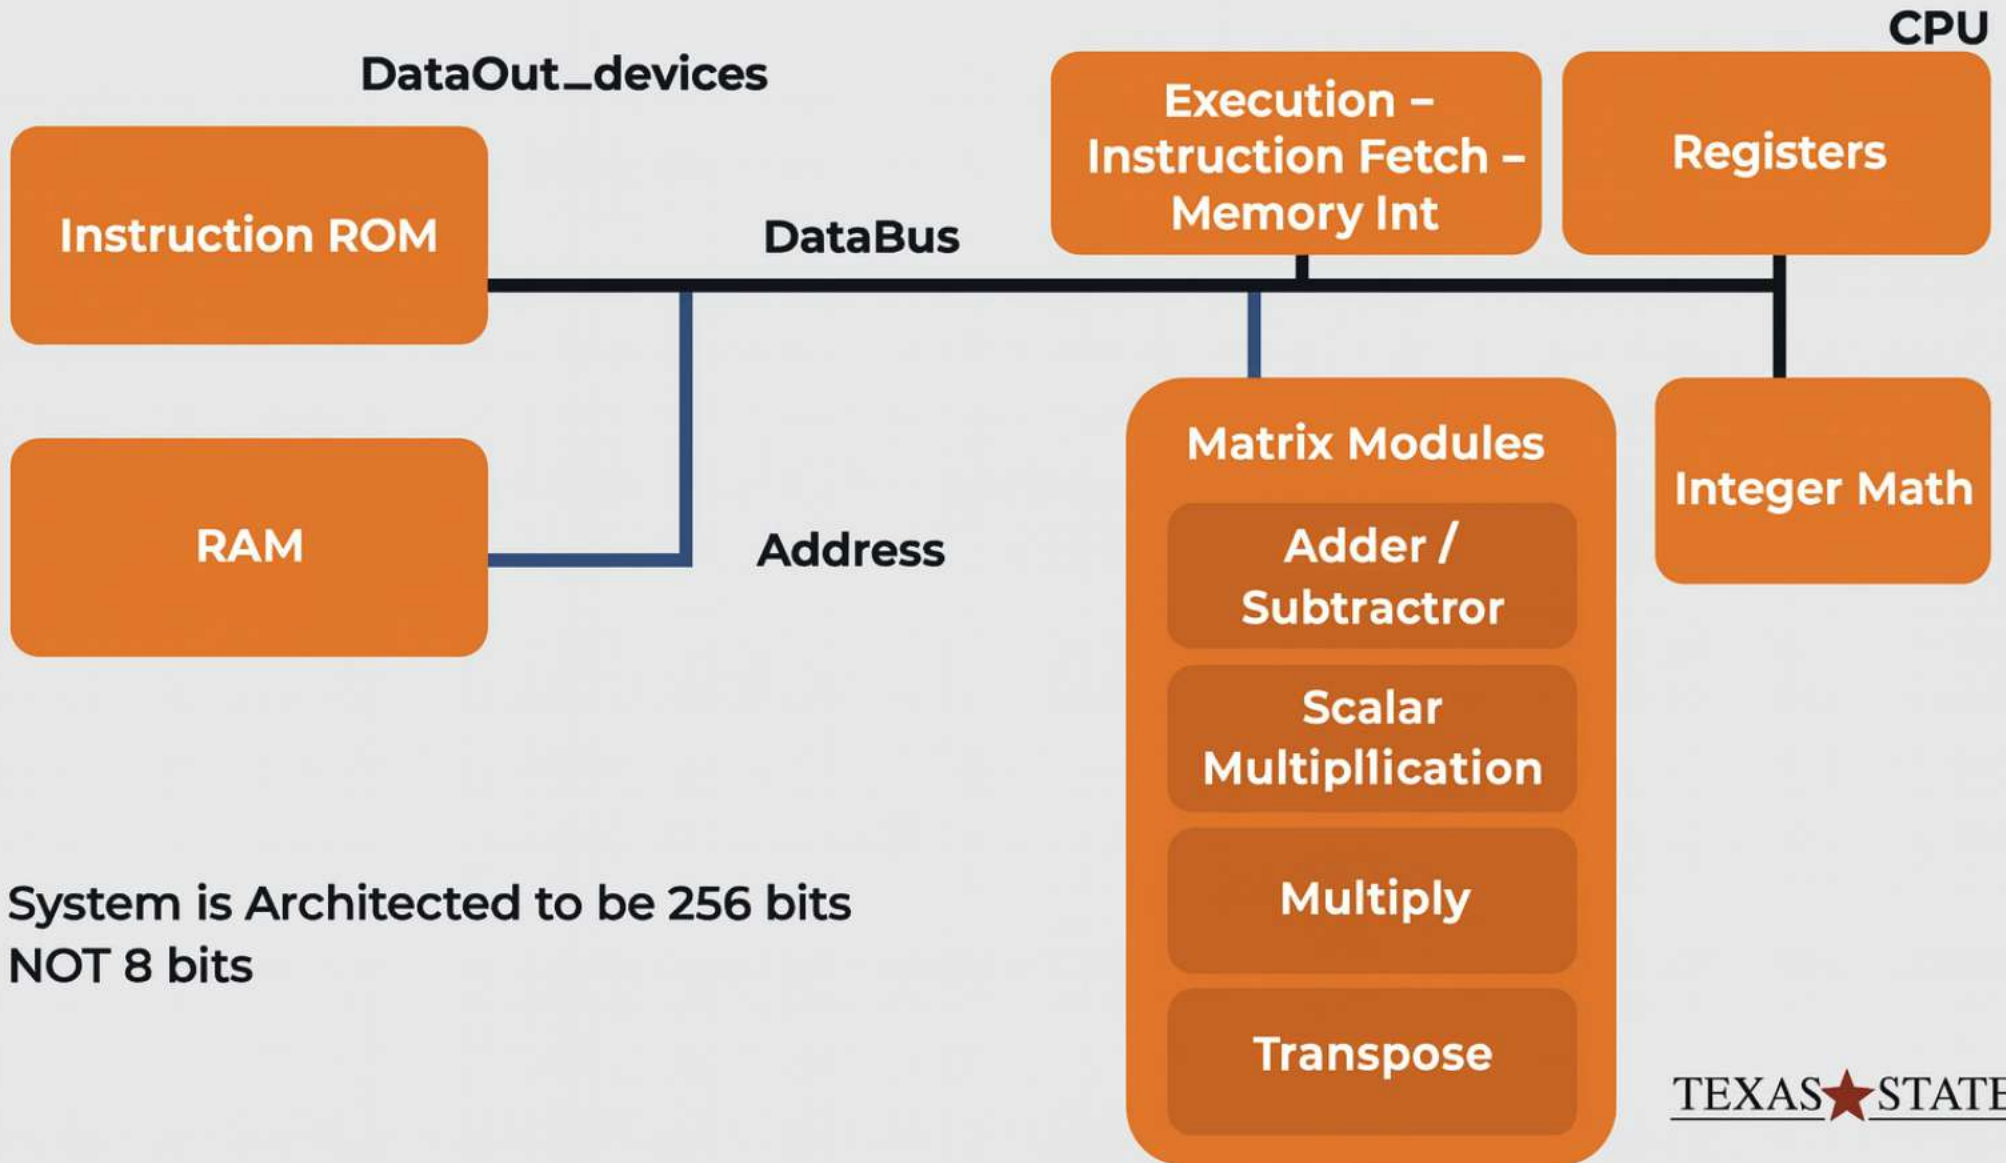 CPU
DataOut_devices
Execution –
Instruction Fetch –
Memory Int
Registers
Instruction ROM
DataBus
Matrix Modules
Integer Math
RAM
Address
Adder /
Subtractror
Scalar
Multipllication
Multiply
Transpose
System is Architected to be 256 bits
NOT 8 bits
TEXAS STATE